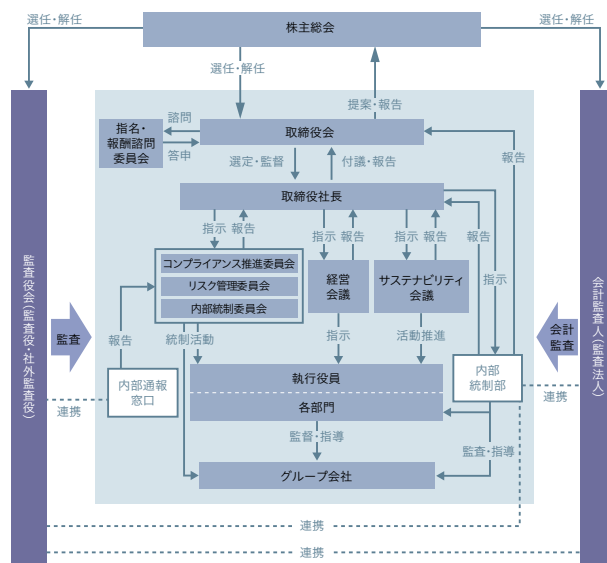 選任・解任
株主総会
選任・解任
選任・解任
提案・報告
諮問
指名・
報酬諮問
委員会
取締役会
答申
報告
選定・監督
付議・報告
取締役社長
指示
報告
指示
報告
指示
報告
報告
指示
コンプライアンス推進委員会
リスク管理委員会
内部統制委員会
経営
会議
サステナビリティ
会議
監査役会（監査役・社外監査役）
監査
報告
統制活動
指示
活動推進
会計
監査
会計監査人（監査法人）
内部通報
窓口
執行役員
各部門
内部
統制部
連携
連携
監督・指導
監査・指導
グループ会社
連携
連携